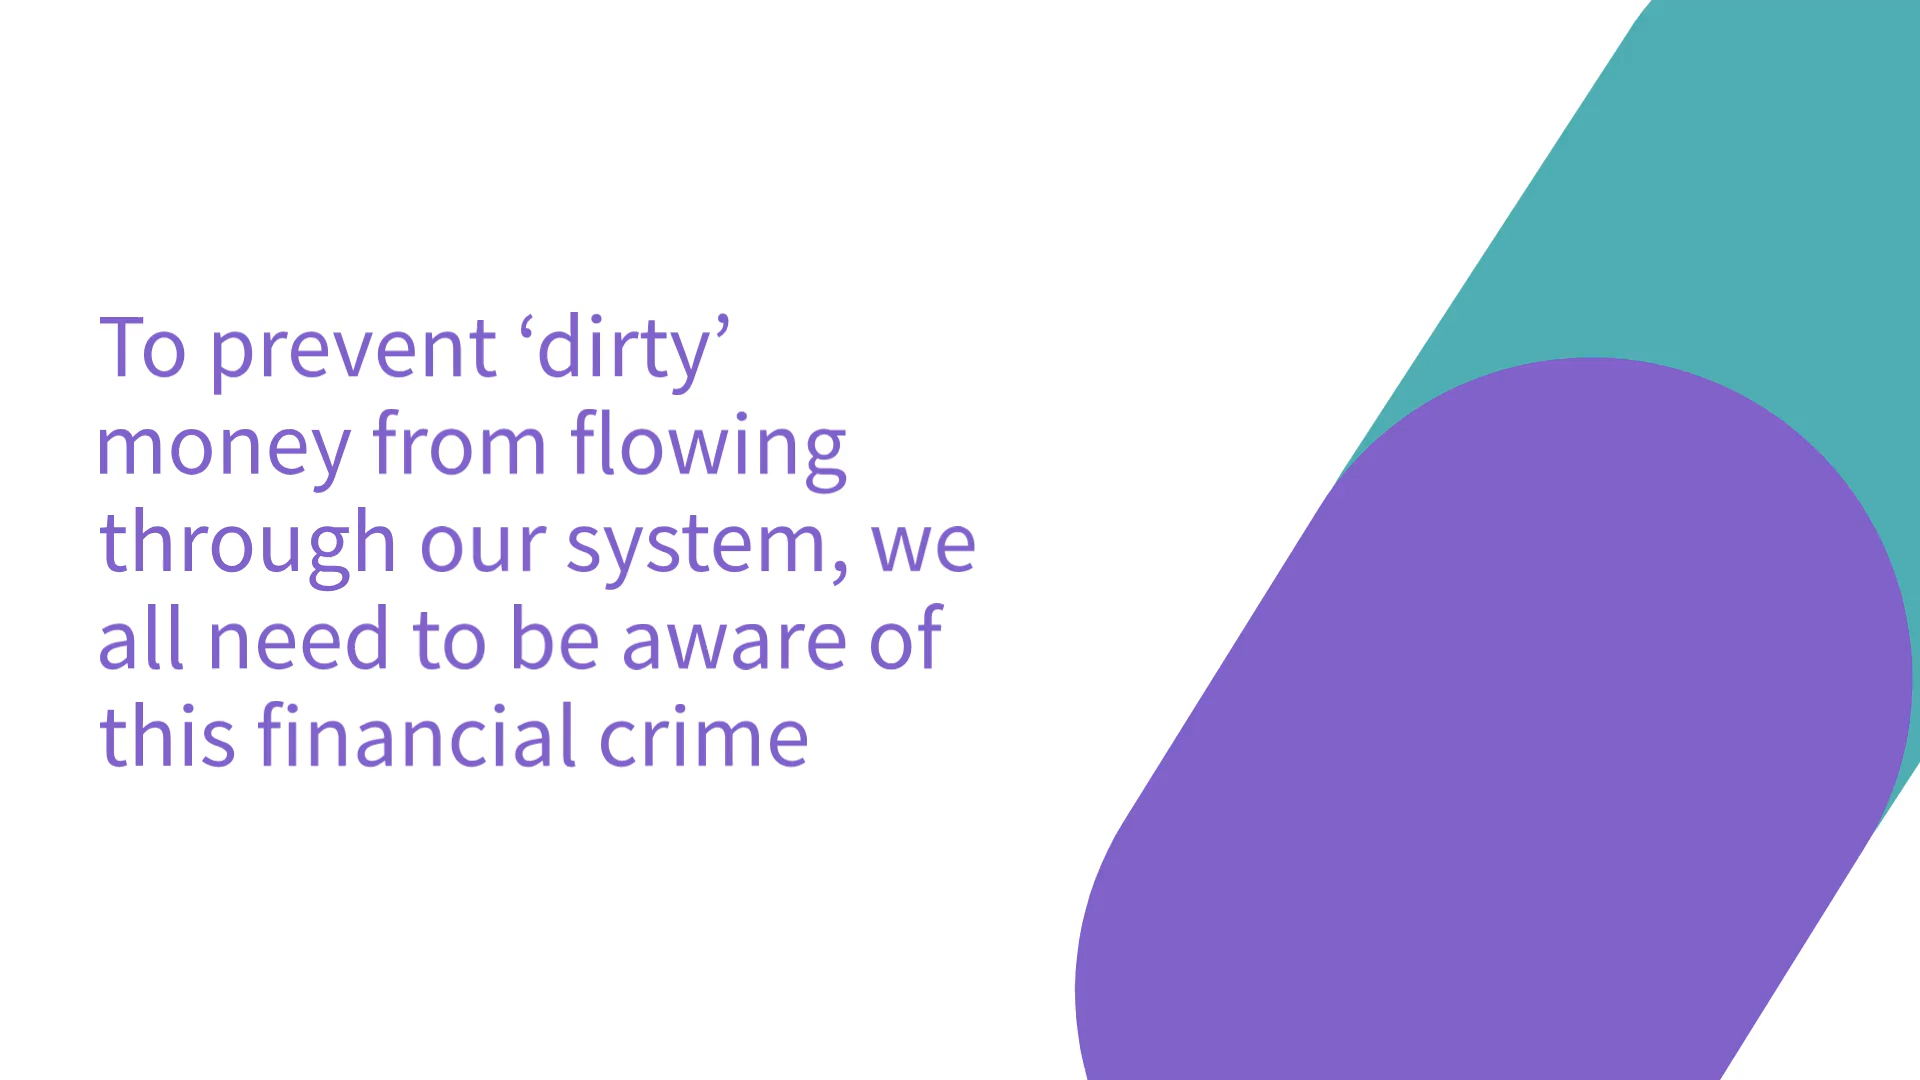 To prevent ‘dirty’
money from flowing
through our system, we
all need to be aware of
this financial crime